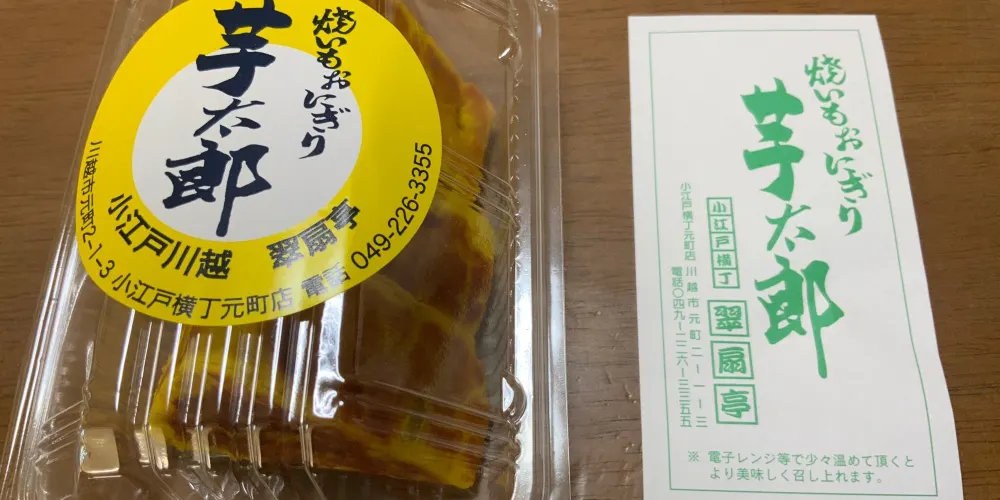 焼いもおにぎり
芋太郎
小江戸川越 翠扇亭
川越市元町2-1-3 小江戸横丁元町店 電話 049-226-3355
焼いもおにぎり
芋太郎
小江戸横丁
翠扇亭
小江戸横丁元町店 川越市元町二-一-三
電話〇四九-二二六-三三五五
※ 電子レンジ等で少々温めて頂くと
より美味しく召し上れます。